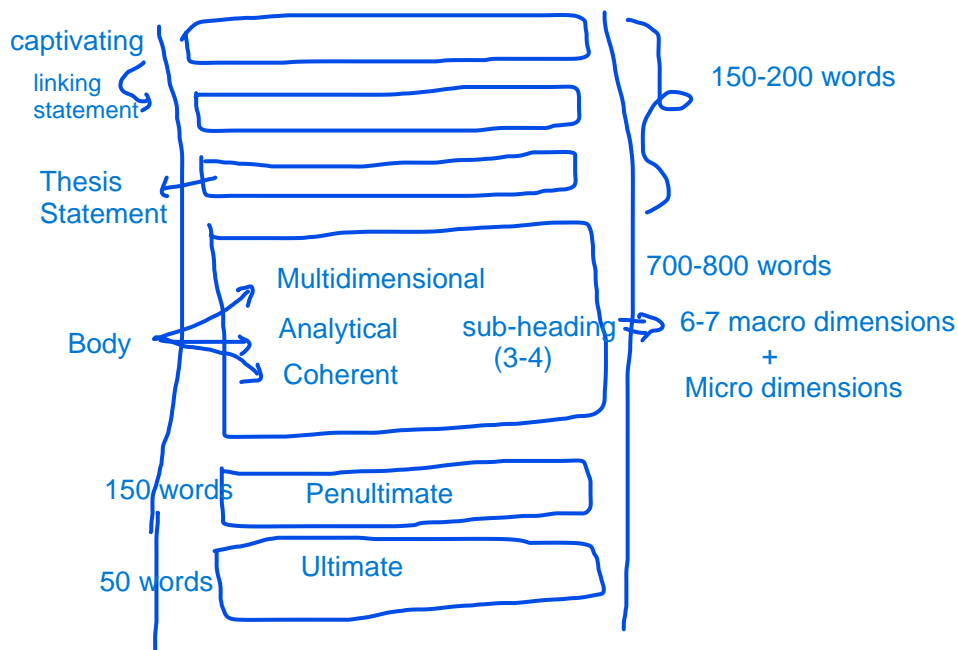 captivating
linking
statement
150-200 words
Thesis
Statement
700-800 words
Multidimensional
Analytical
Coherent
Body
sub-heading
(3-4)
6-7 macro dimensions
+
Micro dimensions
150 words
Penultimate
50 words
Ultimate